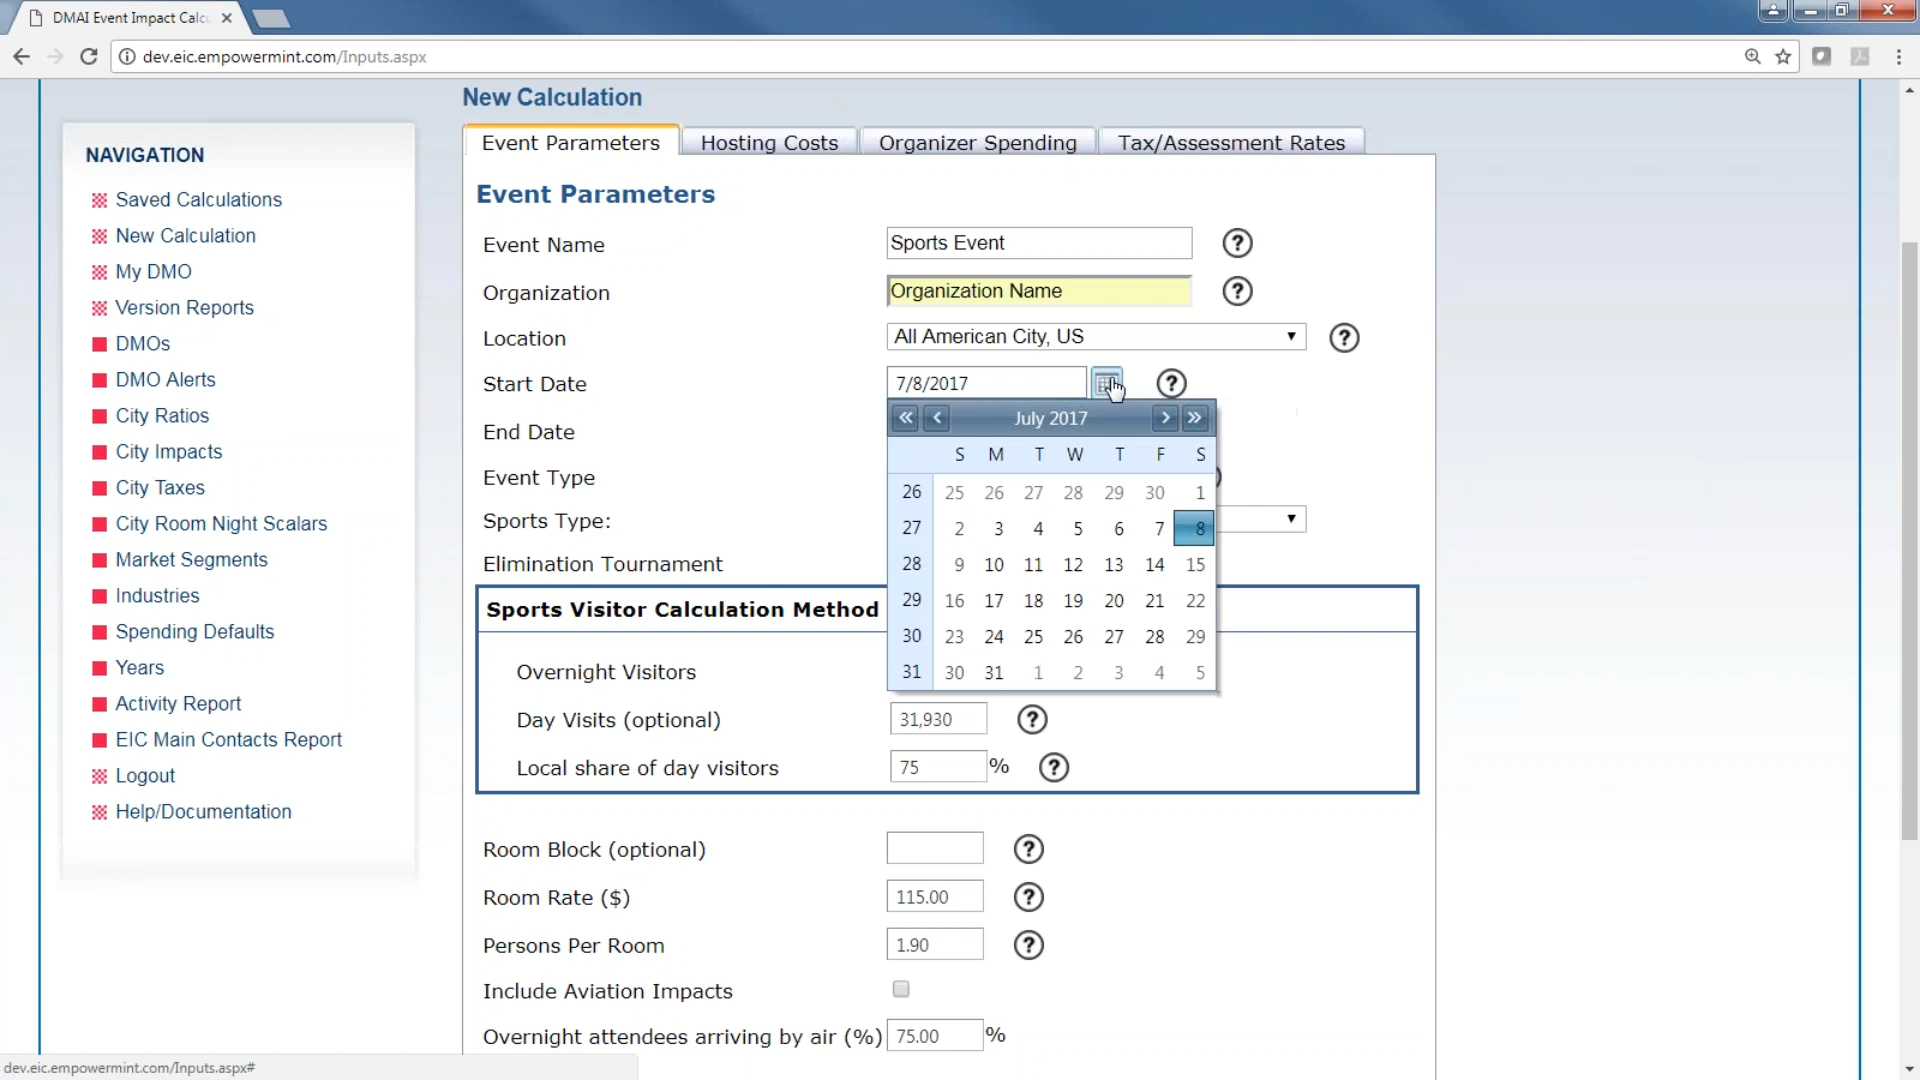 DMAI Event Impact Calcu
dev.eic.empowermint.com/Inputs.aspx
New Calculation
NAVIGATION
Saved Calculations
New Calculation
My DMO
Version Reports
DMOs
DMO Alerts
City Ratios
City Impacts
City Taxes
City Room Night Scalars
Market Segments
Industries
Spending Defaults
Years
Activity Report
EIC Main Contacts Report
Logout
Help/Documentation
Event Parameters Hosting Costs Organizer Spending Tax/Assessment Rates
Event Parameters
Event Name Sports Event ?
Organization Organization Name ?
Location All American City, US ?
Start Date 7/8/2017 ?
End Date
Event Type
Sports Type:
Elimination Tournament
July 2017
S M T W T F S
26 25 26 27 28 29 30 1
27 2 3 4 5 6 7 8
28 9 10 11 12 13 14 15
29 16 17 18 19 20 21 22
30 23 24 25 26 27 28 29
31 30 31 1 2 3 4 5
Sports Visitor Calculation Method
Overnight Visitors
Day Visits (optional) 31,930 ?
Local share of day visitors 75 % ?
Room Block (optional) ?
Room Rate ($) 115.00 ?
Persons Per Room 1.90 ?
Include Aviation Impacts
Overnight attendees arriving by air (%) 75.00 %
dev.eic.empowermint.com/Inputs.aspx#